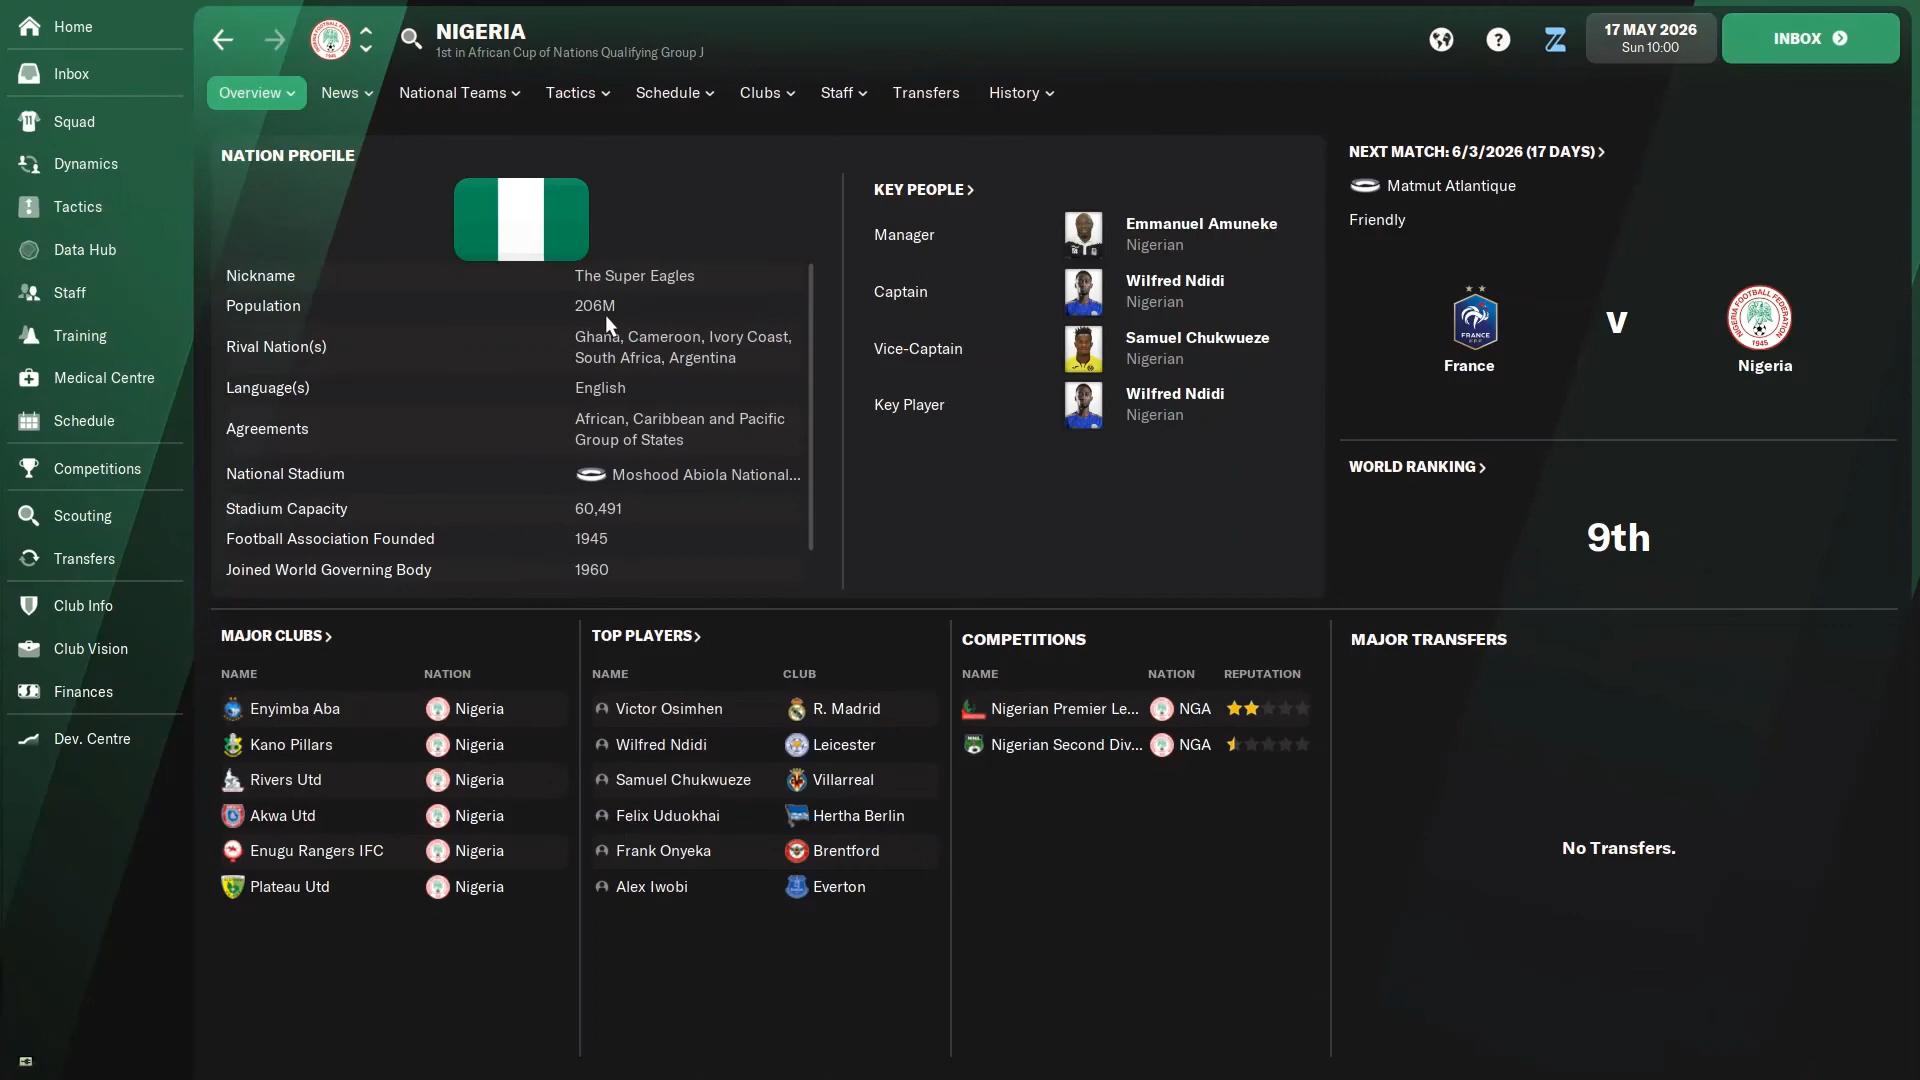 Home
Inbox
Squad
Dynamics
Tactics
Data Hub
Staff
Training
Medical Centre
Schedule
Competitions
Scouting
Transfers
Club Info
Club Vision
Finances
Dev. Centre
NIGERIA
1st in African Cup of Nations Qualifying Group J
17 MAY 2026
Sun 10:00
INBOX
Overview News National Teams Tactics Schedule Clubs Staff Transfers History
NATION PROFILE
Nickname The Super Eagles
Population 206M
Rival Nation(s) Ghana, Cameroon, Ivory Coast,
South Africa, Argentina
Language(s) English
Agreements African, Caribbean and Pacific
Group of States
National Stadium Moshood Abiola National...
Stadium Capacity 60,491
Football Association Founded 1945
Joined World Governing Body 1960
KEY PEOPLE
Manager Emmanuel Amuneke
Nigerian
Captain Wilfred Ndidi
Nigerian
Vice-Captain Samuel Chukwueze
Nigerian
Key Player Wilfred Ndidi
Nigerian
NEXT MATCH: 6/3/2026 (17 DAYS)
Matmut Atlantique
Friendly
FRANCE
FFF
V
NIGERIA FOOTBALL FEDERATION
1945
France Nigeria
WORLD RANKING
9th
MAJOR CLUBS
NAME NATION
Enyimba Aba Nigeria
Kano Pillars Nigeria
Rivers Utd Nigeria
Akwa Utd Nigeria
Enugu Rangers IFC Nigeria
Plateau Utd Nigeria
TOP PLAYERS
NAME CLUB
Victor Osimhen R. Madrid
Wilfred Ndidi Leicester
Samuel Chukwueze Villarreal
Felix Uduokhai Hertha Berlin
Frank Onyeka Brentford
Alex Iwobi Everton
COMPETITIONS
NAME NATION REPUTATION
Nigerian Premier Le... NGA
Nigerian Second Div... NGA
MAJOR TRANSFERS
No Transfers.